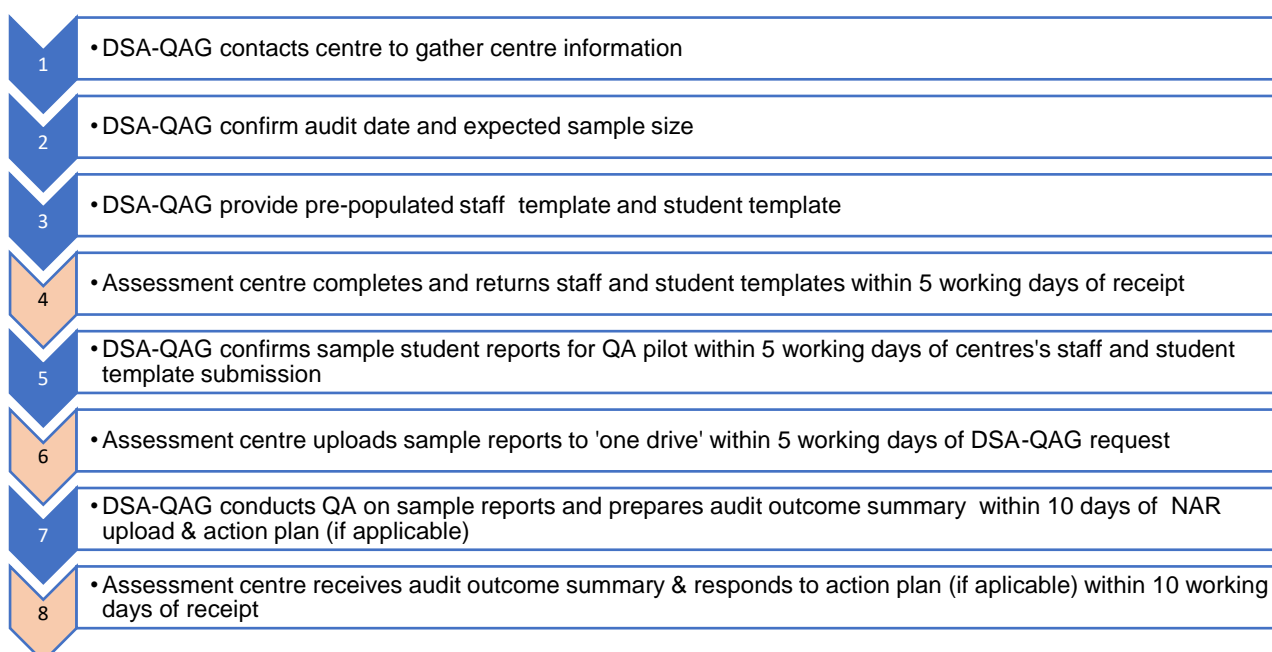 1
•DSA-QAG contacts centre to gather centre information
2
•DSA-QAG confirm audit date and expected sample size
3
•DSA-QAG provide pre-populated staff  template and student template
4
•Assessment centre completes and returns staff and student templates within 5 working days of receipt
5
•DSA-QAG confirms sample student reports for QA pilot within 5 working days of centres's staff and student
template submission
6
•Assessment centre uploads sample reports to 'one drive' within 5 working days of DSA-QAG request
7
•DSA-QAG conducts QA on sample reports and prepares audit outcome summary  within 10 days of  NAR
upload & action plan (if applicable)
8
•Assessment centre receives audit outcome summary & responds to action plan (if aplicable) within 10 working
days of receipt